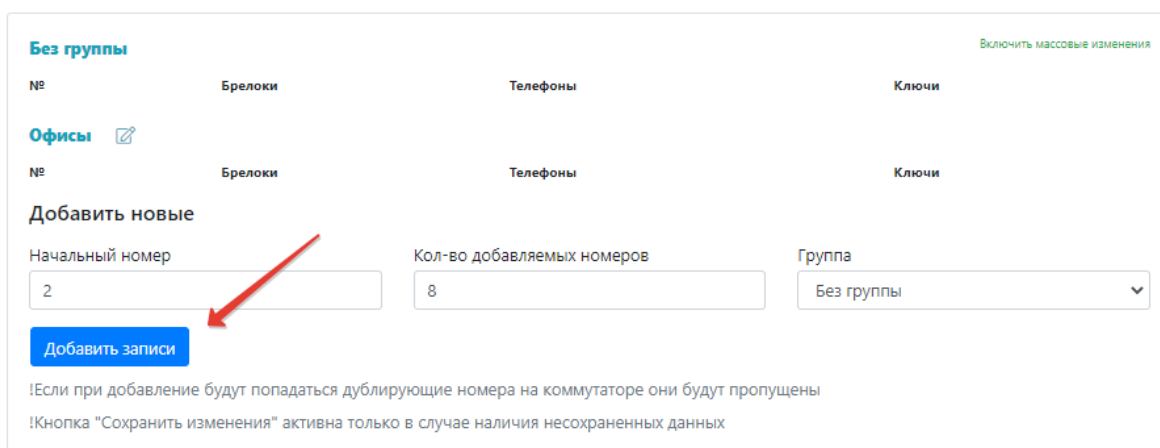 Без группы Включить массовые изменения
№ Брелоки Телефоны Ключи
Офисы
№ Брелоки Телефоны Ключи
Добавить новые
Начальный номер Кол-во добавляемых номеров Группа
2 8 Без группы
Добавить записи
!Если при добавление будут попадаться дублирующие номера на коммутаторе они будут пропущены
!Кнопка "Сохранить изменения" активна только в случае наличия несохраненных данных